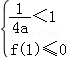 1/4a < 1
f(1) ≤ 0